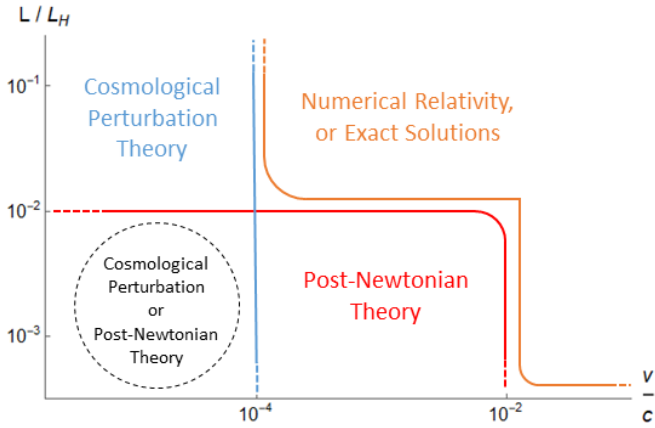 L / L_H
10⁻¹
10⁻²
10⁻³
Cosmological
Perturbation
Theory
Numerical Relativity,
or Exact Solutions
Cosmological
Perturbation
or
Post-Newtonian
Theory
Post-Newtonian
Theory
10⁻⁴
10⁻²
v
c